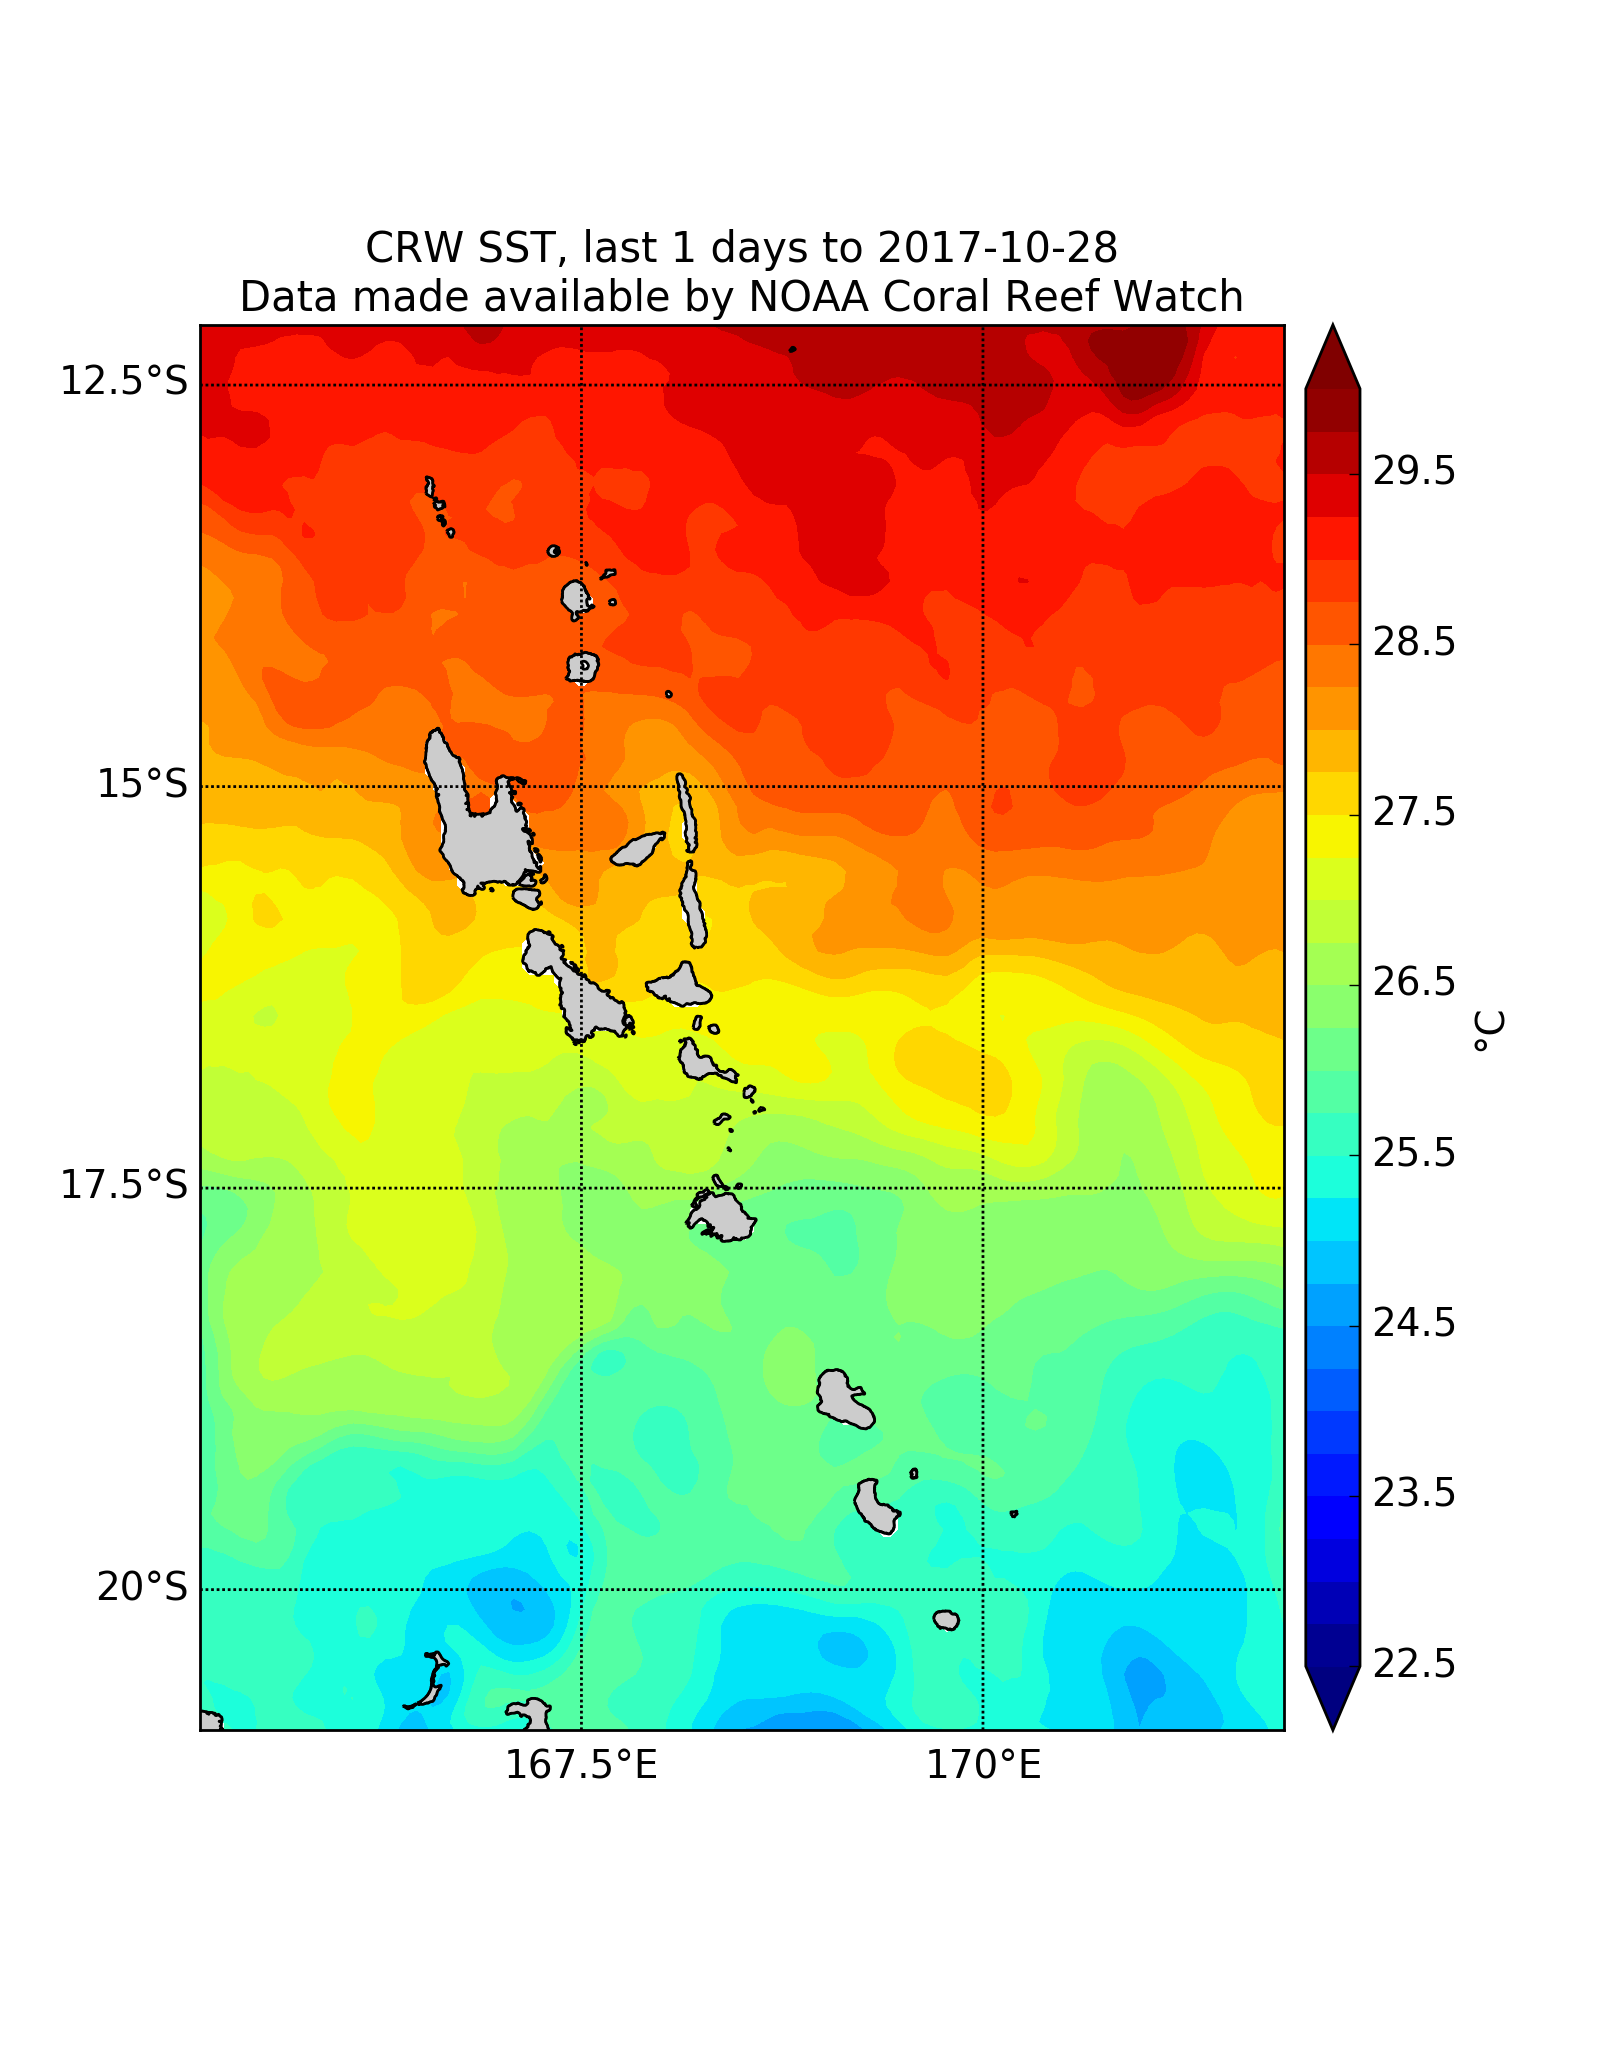 CRW SST, last 1 days to 2017-10-28
Data made available by NOAA Coral Reef Watch
12.5°S
15°S
17.5°S
20°S
167.5°E
170°E
29.5
28.5
27.5
26.5
25.5
24.5
23.5
22.5
°C